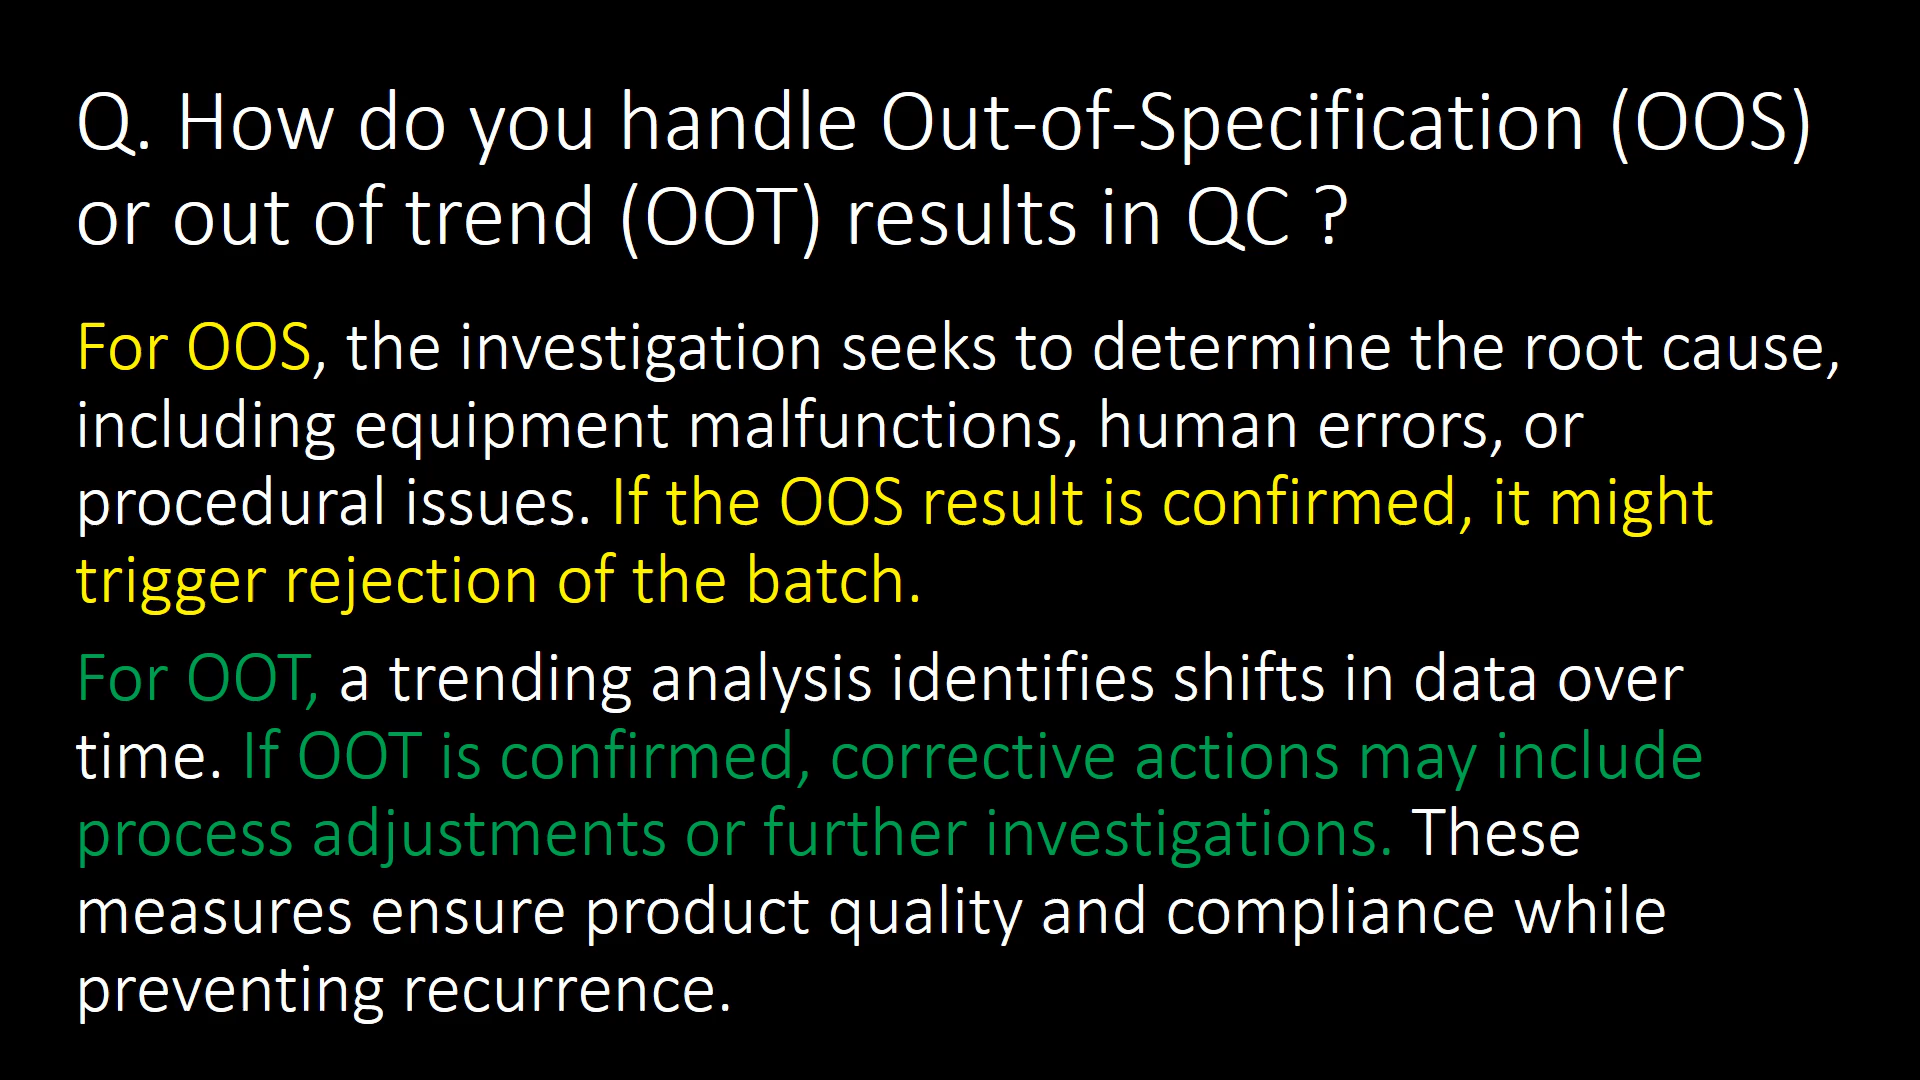 Q. How do you handle Out-of-Specification (OOS)
or out of trend (OOT) results in QC ?
For OOS, the investigation seeks to determine the root cause,
including equipment malfunctions, human errors, or
procedural issues. If the OOS result is confirmed, it might
trigger rejection of the batch.
For OOT, a trending analysis identifies shifts in data over
time. If OOT is confirmed, corrective actions may include
process adjustments or further investigations. These
measures ensure product quality and compliance while
preventing recurrence.